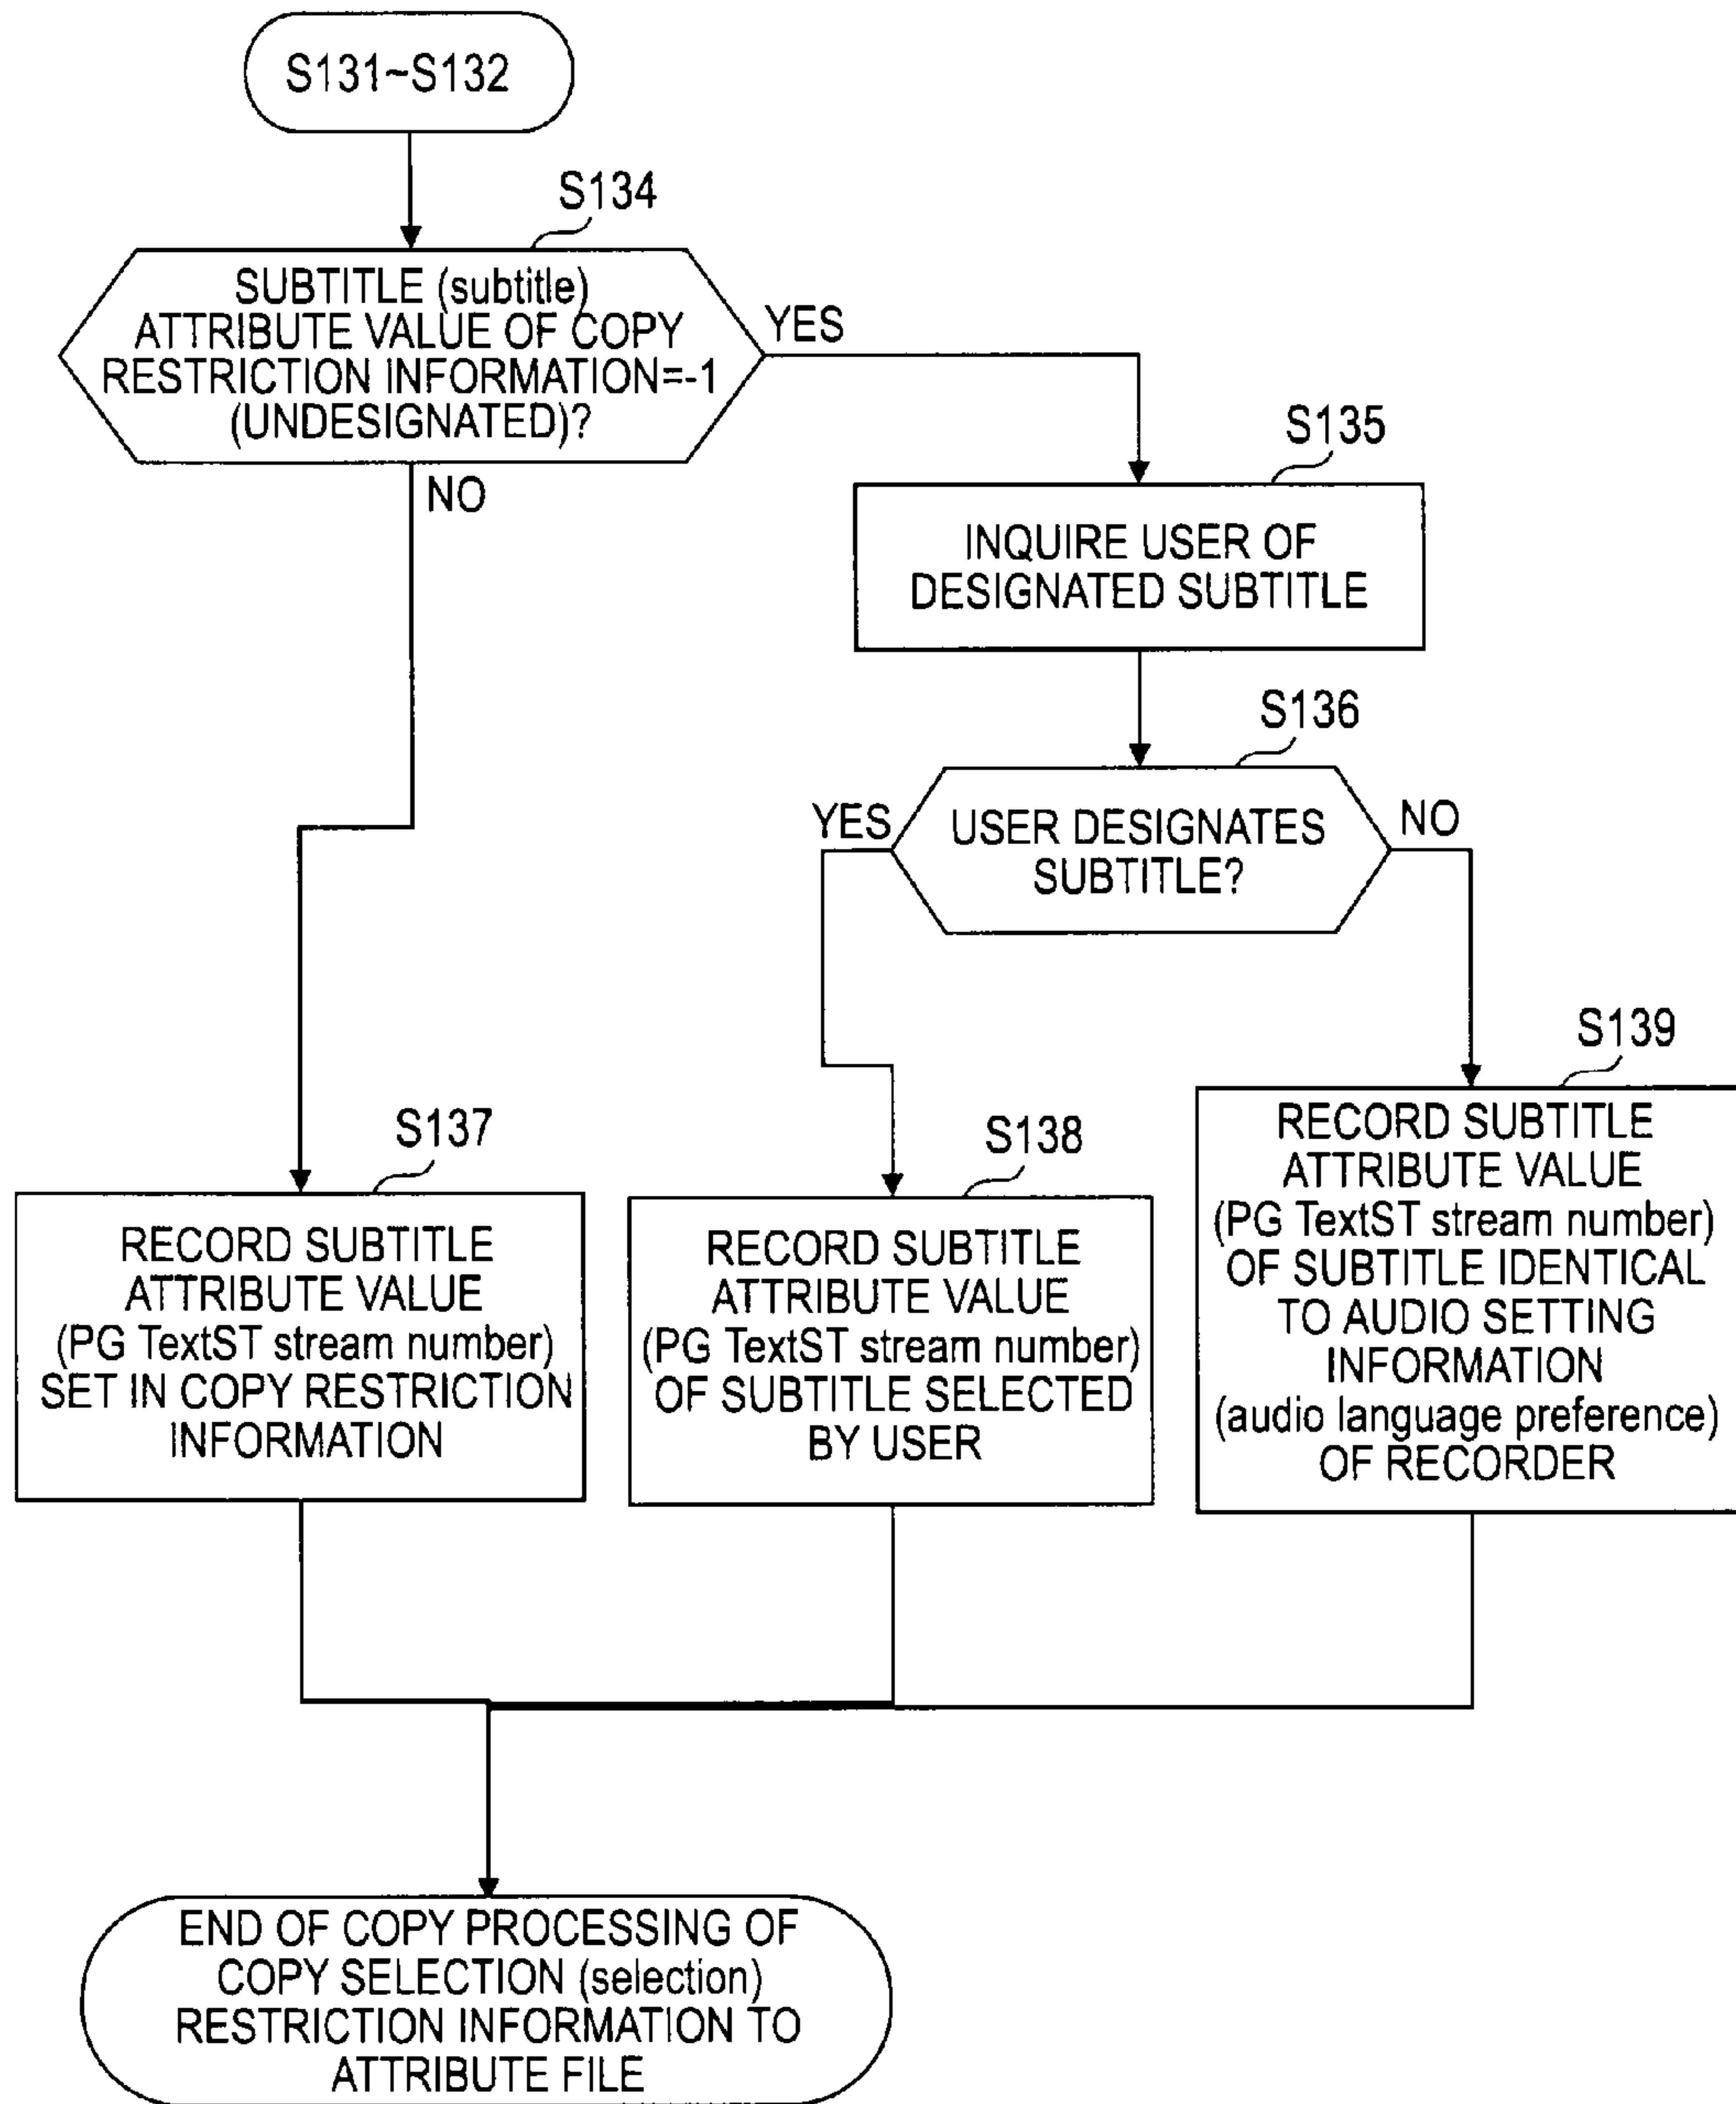 S131~S132
S134
SUBTITLE (subtitle)
ATTRIBUTE VALUE OF COPY
RESTRICTION INFORMATION=-1
(UNDESIGNATED)?
YES
NO
S135
INQUIRE USER OF
DESIGNATED SUBTITLE
S136
YES
USER DESIGNATES
SUBTITLE?
NO
S137
RECORD SUBTITLE
ATTRIBUTE VALUE
(PG TextST stream number)
SET IN COPY RESTRICTION
INFORMATION
S138
RECORD SUBTITLE
ATTRIBUTE VALUE
(PG TextST stream number)
OF SUBTITLE SELECTED
BY USER
S139
RECORD SUBTITLE
ATTRIBUTE VALUE
(PG TextST stream number)
OF SUBTITLE IDENTICAL
TO AUDIO SETTING
INFORMATION
(audio language preference)
OF RECORDER
END OF COPY PROCESSING OF
COPY SELECTION (selection)
RESTRICTION INFORMATION TO
ATTRIBUTE FILE